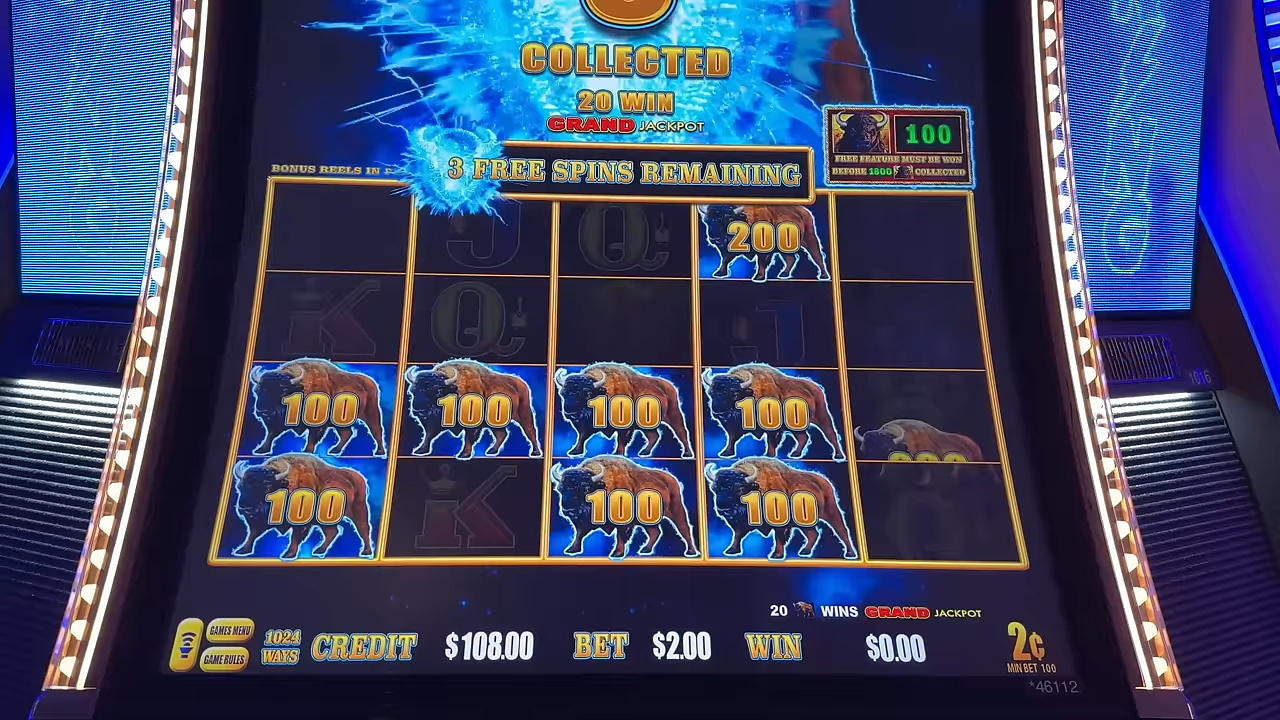 COLLECTED
20 WIN
GRAND JACKPOT
100
FREE FEATURE MUST BE WON
BEFORE 1800 COLLECTED
BONUS REELS IN
3 FREE SPINS REMAINING
J Q 200
K Q J
100 100 100 100
100 K 100 100 Q
20 WINS GRAND JACKPOT
GAMES MENU
GAME RULES
1024 WAYS
CREDIT $108.00 BET $2.00 WIN $0.00
2¢
MIN BET 100
*46112